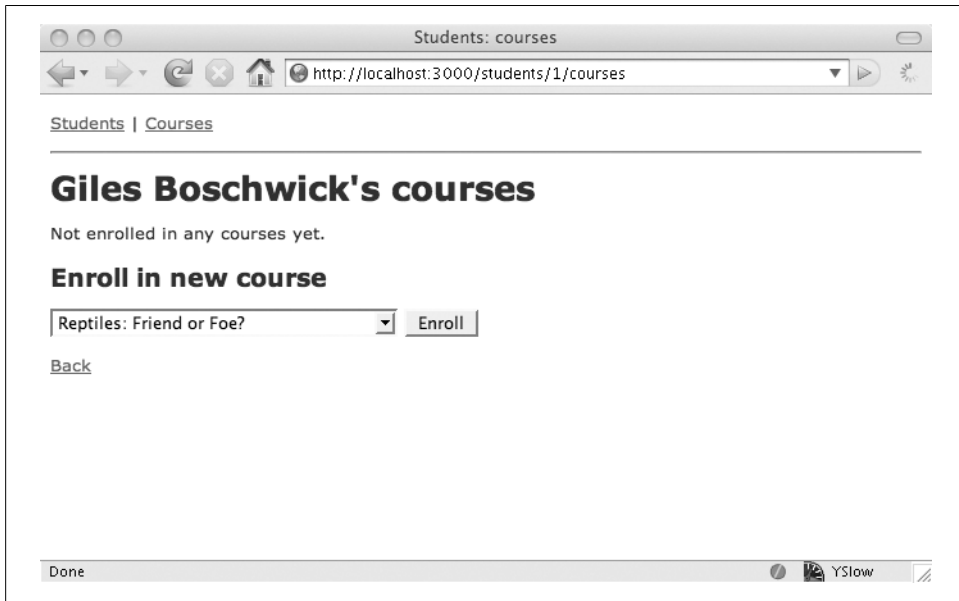 Students: courses
http://localhost:3000/students/1/courses
Students | Courses
Giles Boschwick's courses
Not enrolled in any courses yet.
Enroll in new course
Reptiles: Friend or Foe? Enroll
Back
Done YSlow